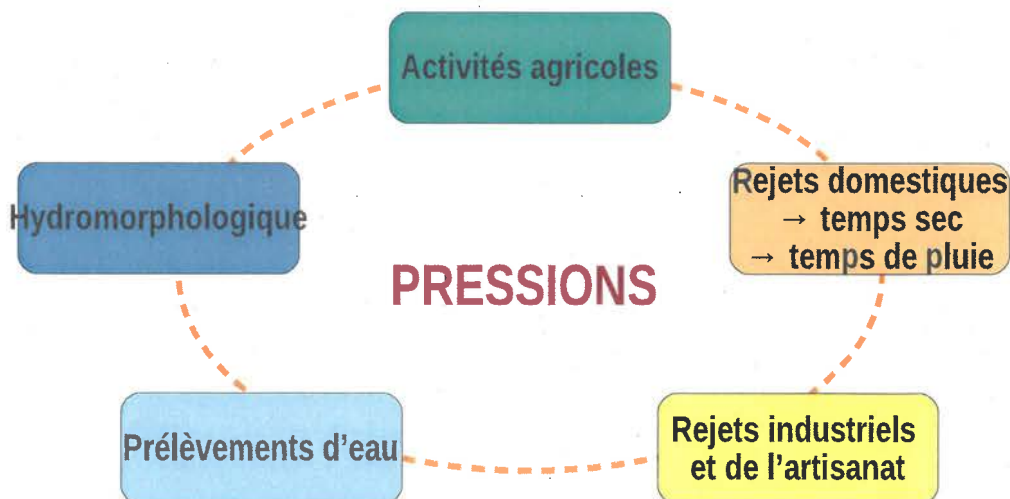 Activités agricoles
Hydromorphologique
Rejets domestiques
→ temps sec
→ temps de pluie
PRESSIONS
Prélèvements d’eau
Rejets industriels
et de l’artisanat